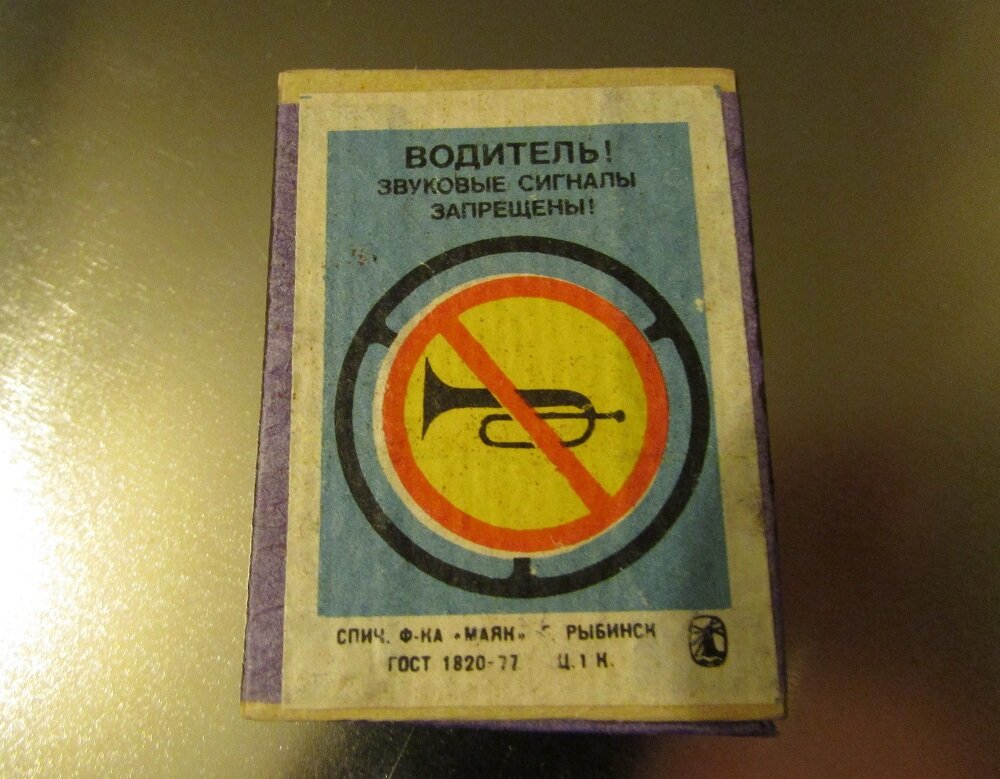 ВОДИТЕЛЬ!
ЗВУКОВЫЕ СИГНАЛЫ
ЗАПРЕЩЕНЫ!
СПИЧ. Ф-КА «МАЯК» Г. РЫБИНСК
ГОСТ 1820-77 Ц.1 К.